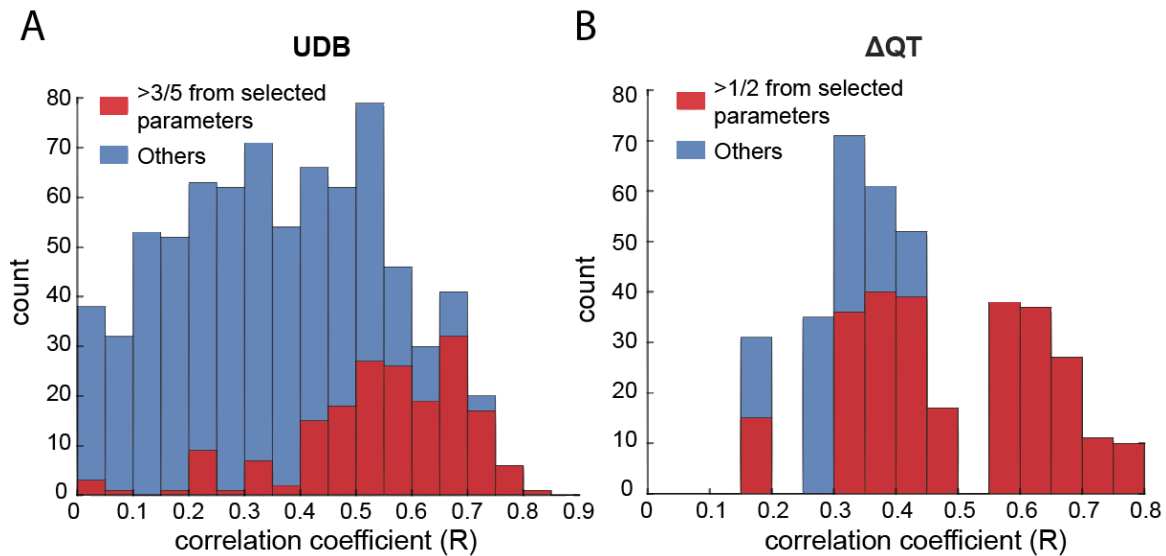 A
UDB
>3/5 from selected
parameters
Others
80
70
60
50
40
30
20
10
0
count
0 0.1 0.2 0.3 0.4 0.5 0.6 0.7 0.8 0.9
correlation coefficient (R)
B
ΔQT
>1/2 from selected
parameters
Others
80
70
60
50
40
30
20
10
0
count
0 0.1 0.2 0.3 0.4 0.5 0.6 0.7 0.8
correlation coefficient (R)